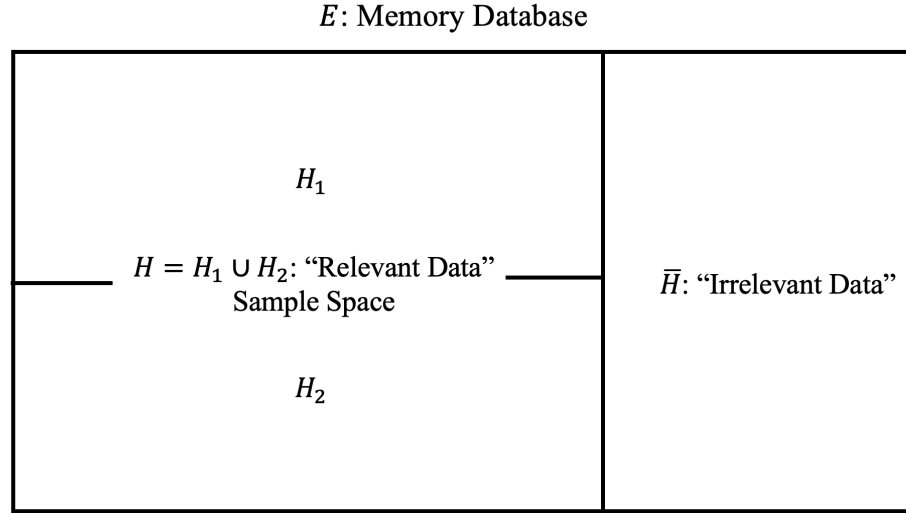 E: Memory Database
H₁
H = H₁ ∪ H₂: “Relevant Data”
Sample Space
H̅: “Irrelevant Data”
H₂